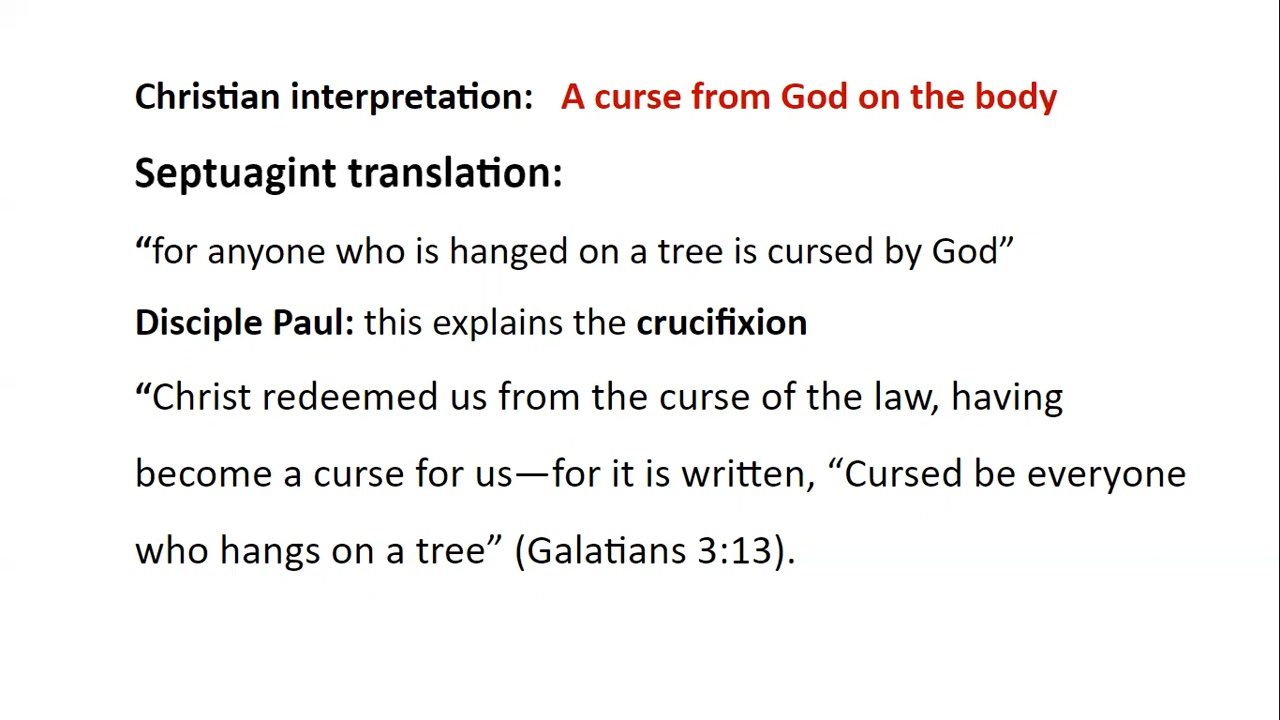 Christian interpretation: A curse from God on the body
Septuagint translation:
“for anyone who is hanged on a tree is cursed by God”
Disciple Paul: this explains the crucifixion
“Christ redeemed us from the curse of the law, having
become a curse for us—for it is written, “Cursed be everyone
who hangs on a tree” (Galatians 3:13).